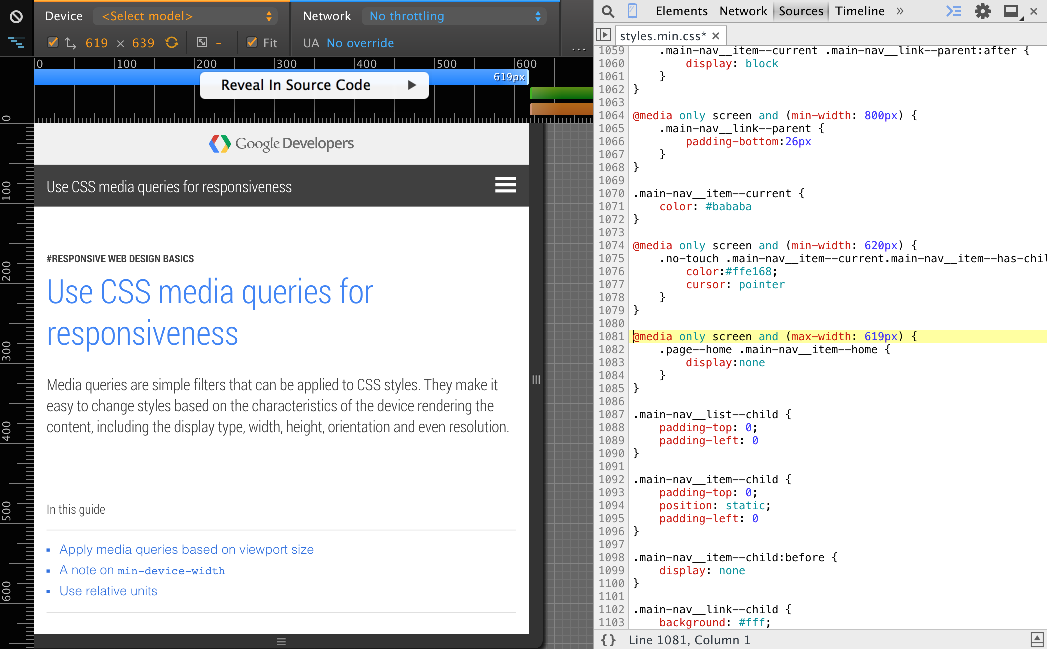 Device <Select model> Network No throttling
619 × 639 Fit UA No override ...
0 100 200 300 400 500 600
619px
Reveal In Source Code
0
100
200
300
400
500
600
Google Developers
Use CSS media queries for responsiveness
#RESPONSIVE WEB DESIGN BASICS
Use CSS media queries for
responsiveness
Media queries are simple filters that can be applied to CSS styles. They make it
easy to change styles based on the characteristics of the device rendering the
content, including the display type, width, height, orientation and even resolution.
In this guide
Apply media queries based on viewport size
A note on min-device-width
Use relative units
Elements Network Sources Timeline »
styles.min.css* ×
1059 .main-nav__item--current .main-nav__link--parent:after {
1060 display: block
1061 }
1062 }
1063
1064 @media only screen and (min-width: 800px) {
1065 .main-nav__link--parent {
1066 padding-bottom:26px
1067 }
1068 }
1069
1070 .main-nav__item--current {
1071 color: #bababa
1072 }
1073
1074 @media only screen and (min-width: 620px) {
1075 .no-touch .main-nav__item--current.main-nav__item--has-chil
1076 color:#ffe168;
1077 cursor: pointer
1078 }
1079 }
1080
1081 @media only screen and (max-width: 619px) {
1082 .page--home .main-nav__item--home {
1083 display:none
1084 }
1085 }
1086
1087 .main-nav__list--child {
1088 padding-top: 0;
1089 padding-left: 0
1090 }
1091
1092 .main-nav__item--child {
1093 padding-top: 0;
1094 position: static;
1095 padding-left: 0
1096 }
1097
1098 .main-nav__item--child:before {
1099 display: none
1100 }
1101
1102 .main-nav__link--child {
1103 background: #fff;
{} Line 1081, Column 1